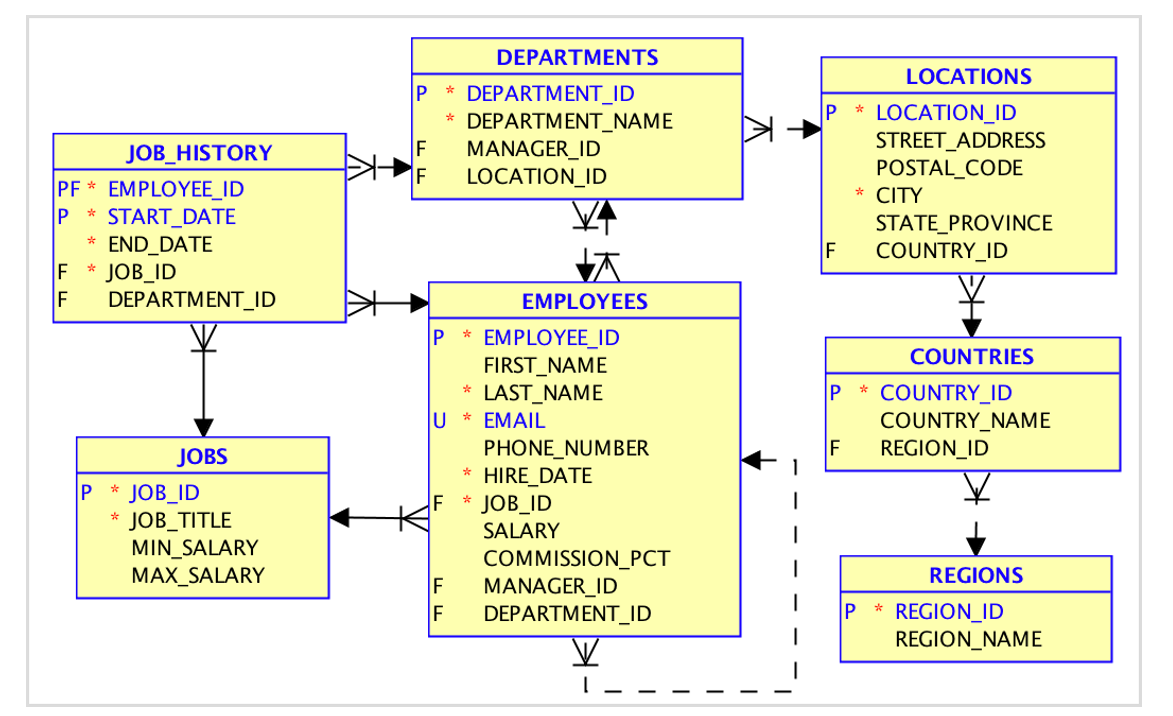 DEPARTMENTS
P * DEPARTMENT_ID
* DEPARTMENT_NAME
F MANAGER_ID
F LOCATION_ID
LOCATIONS
P * LOCATION_ID
STREET_ADDRESS
POSTAL_CODE
* CITY
STATE_PROVINCE
F COUNTRY_ID
JOB_HISTORY
PF * EMPLOYEE_ID
P * START_DATE
* END_DATE
F * JOB_ID
F DEPARTMENT_ID
EMPLOYEES
P * EMPLOYEE_ID
FIRST_NAME
* LAST_NAME
U * EMAIL
PHONE_NUMBER
* HIRE_DATE
F * JOB_ID
SALARY
COMMISSION_PCT
F MANAGER_ID
F DEPARTMENT_ID
COUNTRIES
P * COUNTRY_ID
COUNTRY_NAME
F REGION_ID
JOBS
P * JOB_ID
* JOB_TITLE
MIN_SALARY
MAX_SALARY
REGIONS
P * REGION_ID
REGION_NAME